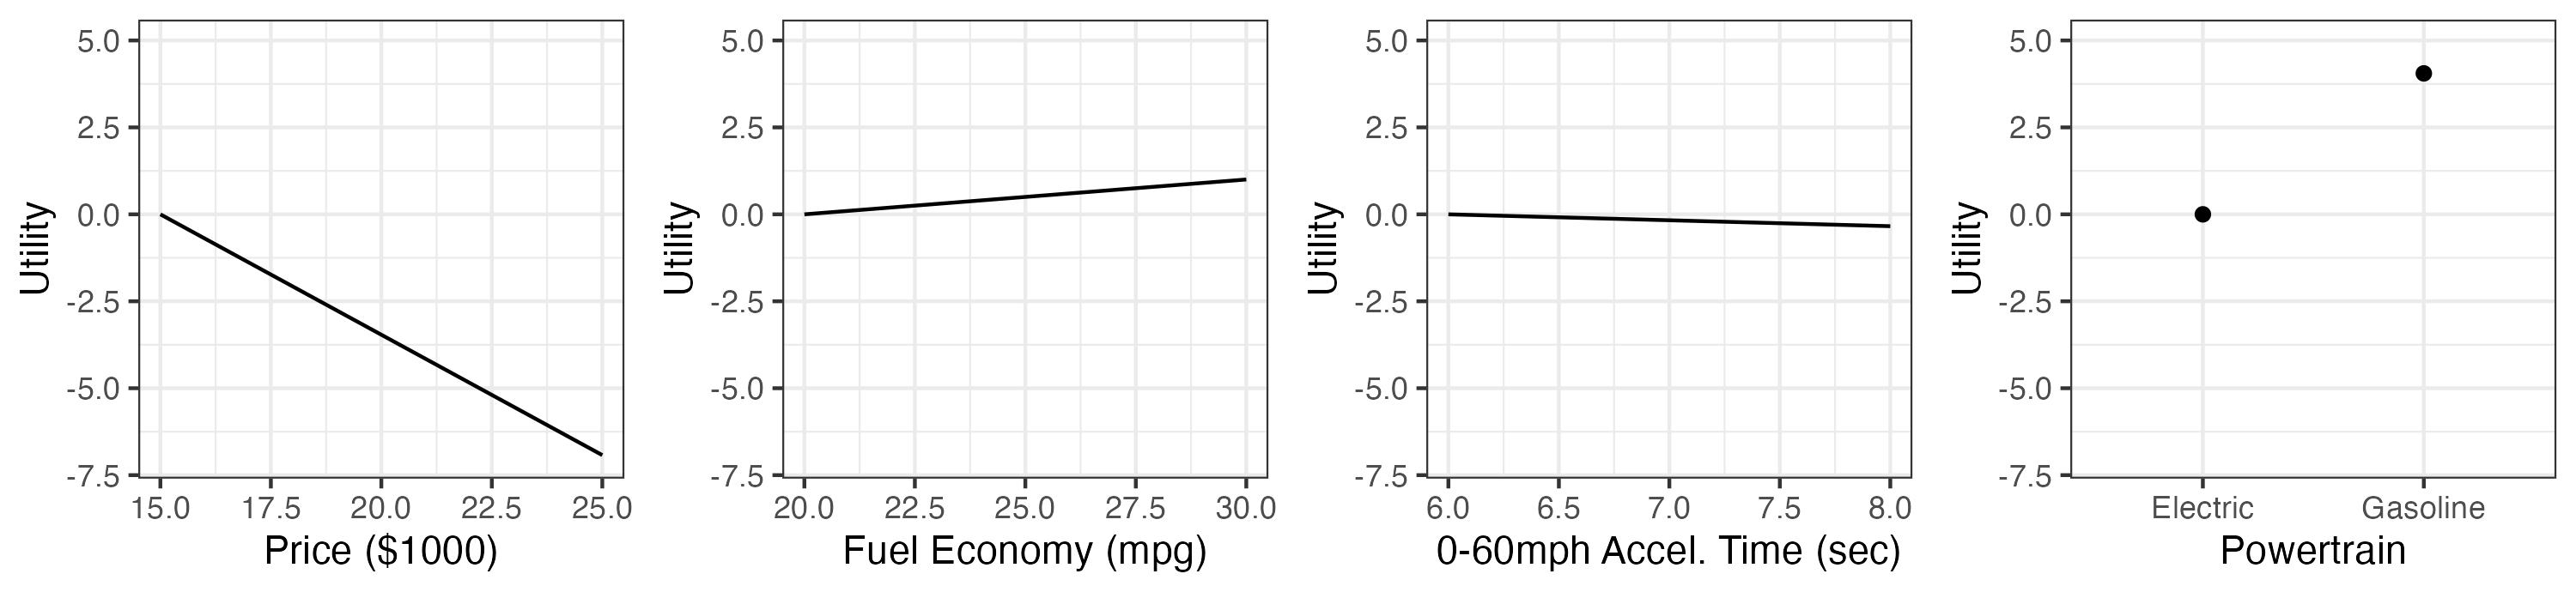 Utility
5.0
2.5
0.0
-2.5
-5.0
-7.5
15.0 17.5 20.0 22.5 25.0
Price ($1000)
Utility
5.0
2.5
0.0
-2.5
-5.0
-7.5
20.0 22.5 25.0 27.5 30.0
Fuel Economy (mpg)
Utility
5.0
2.5
0.0
-2.5
-5.0
-7.5
6.0 6.5 7.0 7.5 8.0
0-60mph Accel. Time (sec)
Utility
5.0
2.5
0.0
-2.5
-5.0
-7.5
Electric Gasoline
Powertrain